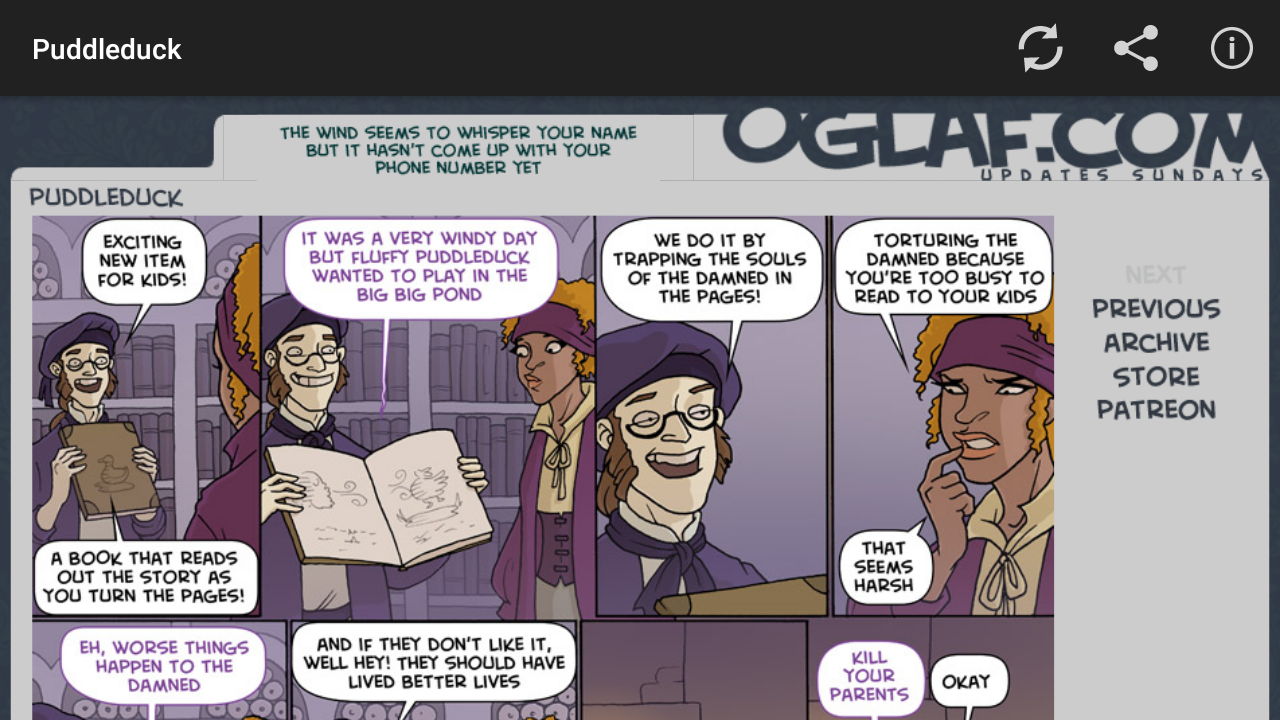 Puddleduck
THE WIND SEEMS TO WHISPER YOUR NAME
BUT IT HASN'T COME UP WITH YOUR
PHONE NUMBER YET
OGLAF.COM
UPDATES SUNDAYS
PUDDLEDUCK
EXCITING
NEW ITEM
FOR KIDS!
A BOOK THAT READS
OUT THE STORY AS
YOU TURN THE PAGES!
IT WAS A VERY WINDY DAY
BUT FLUFFY PUDDLEDUCK
WANTED TO PLAY IN THE
BIG BIG POND
WE DO IT BY
TRAPPING THE SOULS
OF THE DAMNED IN
THE PAGES!
TORTURING THE
DAMNED BECAUSE
YOU'RE TOO BUSY TO
READ TO YOUR KIDS
THAT
SEEMS
HARSH
NEXT
PREVIOUS
ARCHIVE
STORE
PATREON
EH, WORSE THINGS
HAPPEN TO THE
DAMNED
AND IF THEY DON'T LIKE IT,
WELL HEY! THEY SHOULD HAVE
LIVED BETTER LIVES
KILL
YOUR
PARENTS
OKAY